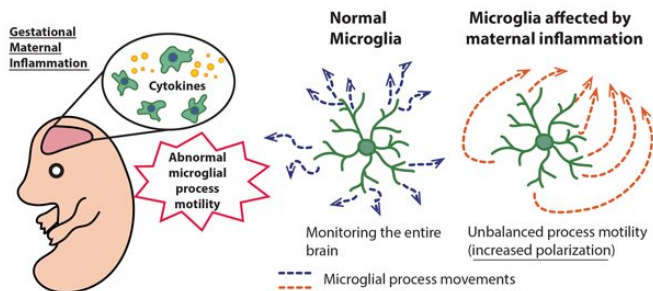 Gestational
Maternal
Inflammation
Cytokines
Abnormal
microglial
process
motility
Normal
Microglia
Monitoring the entire
brain
Microglia affected by
maternal inflammation
Unbalanced process motility
(increased polarization)
Microglial process movements